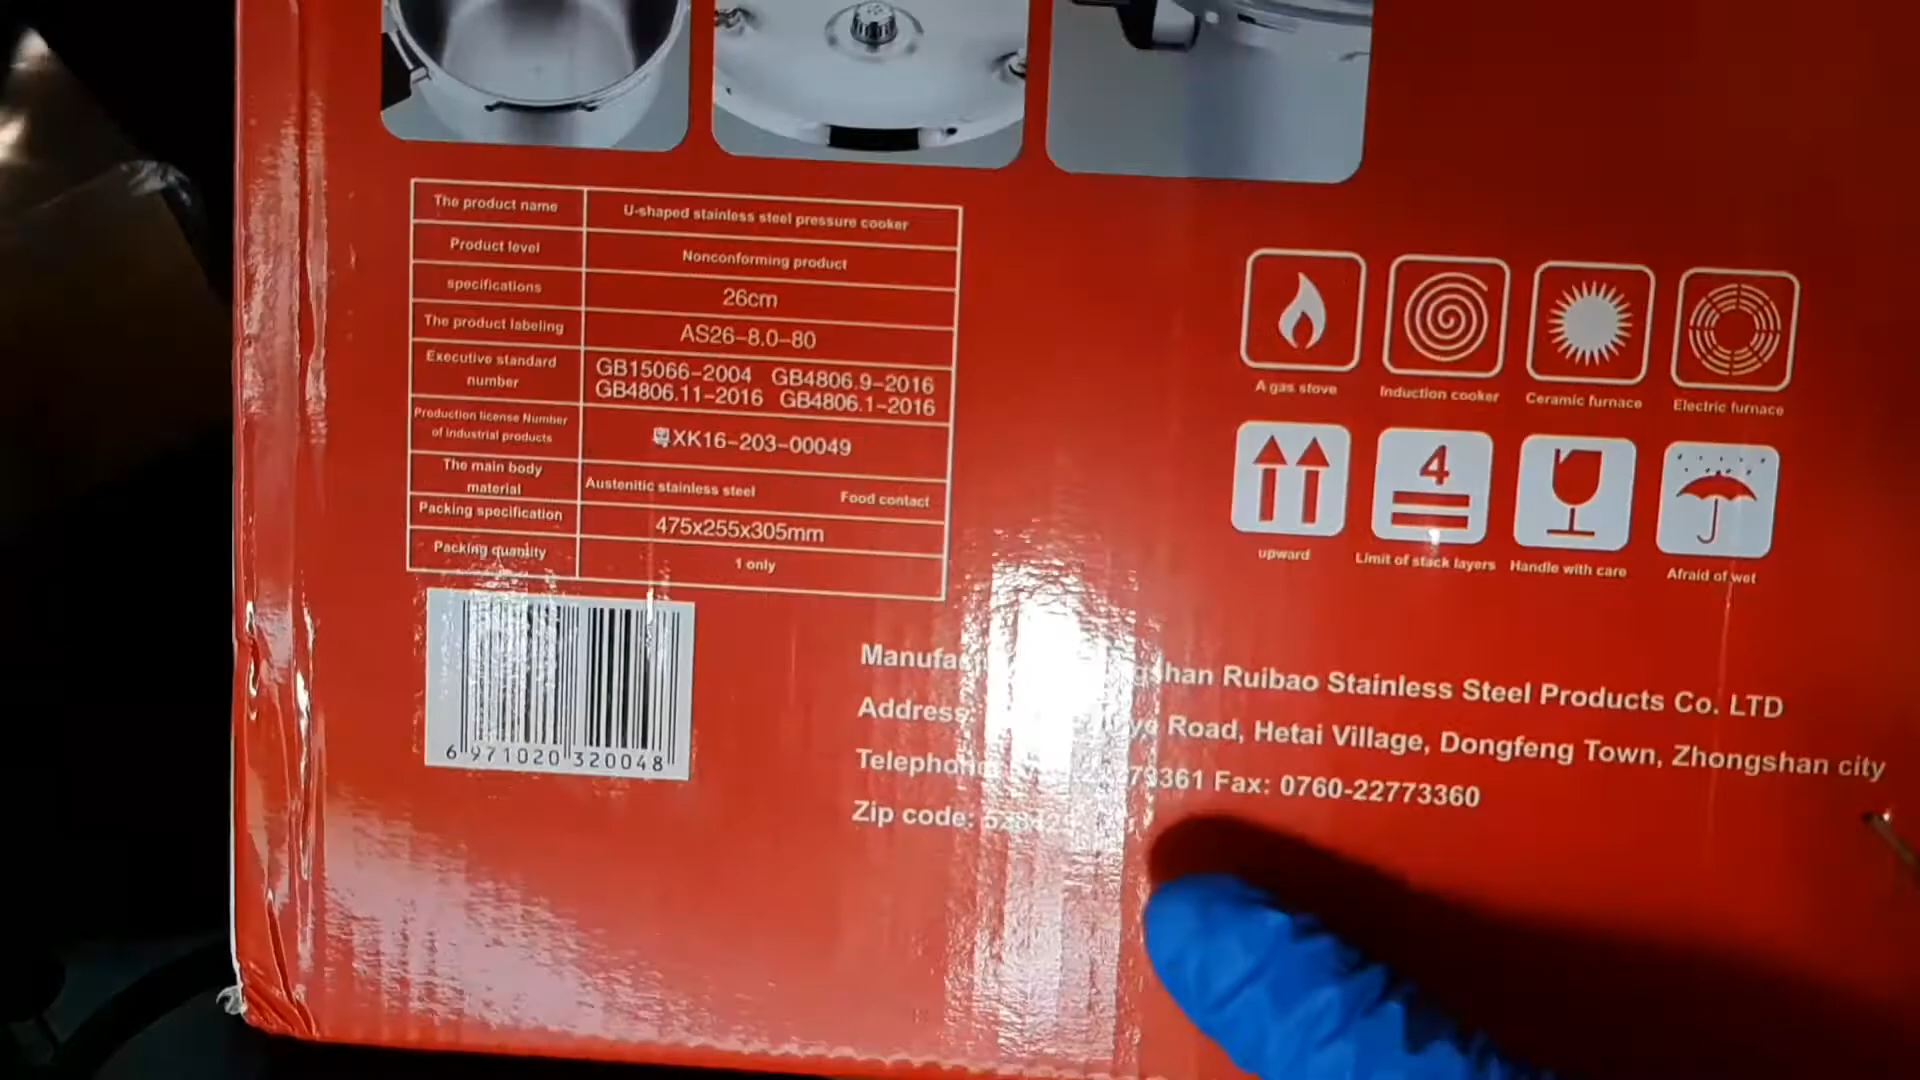 The product name
U-shaped stainless steel pressure cooker
Product level
Nonconforming product
specifications
26cm
The product labeling
AS26-8.0-80
Executive standard
number
GB15066-2004 GB4806.9-2016
GB4806.11-2016 GB4806.1-2016
Production license Number
of industrial products
粤XK16-203-00049
The main body
material
Austenitic stainless steel Food contact
Packing specification
475x255x305mm
Packing quantity
1 only
A gas stove
Induction cooker
Ceramic furnace
Electric furnace
4
upward
Limit of stack layers
Handle with care
Afraid of wet
6 971020 320048
Ruibao Stainless Steel Products Co. LTD
Address: Road, Hetai Village, Dongfeng Town, Zhongshan city
Fax: 0760-22773360
Zip code: